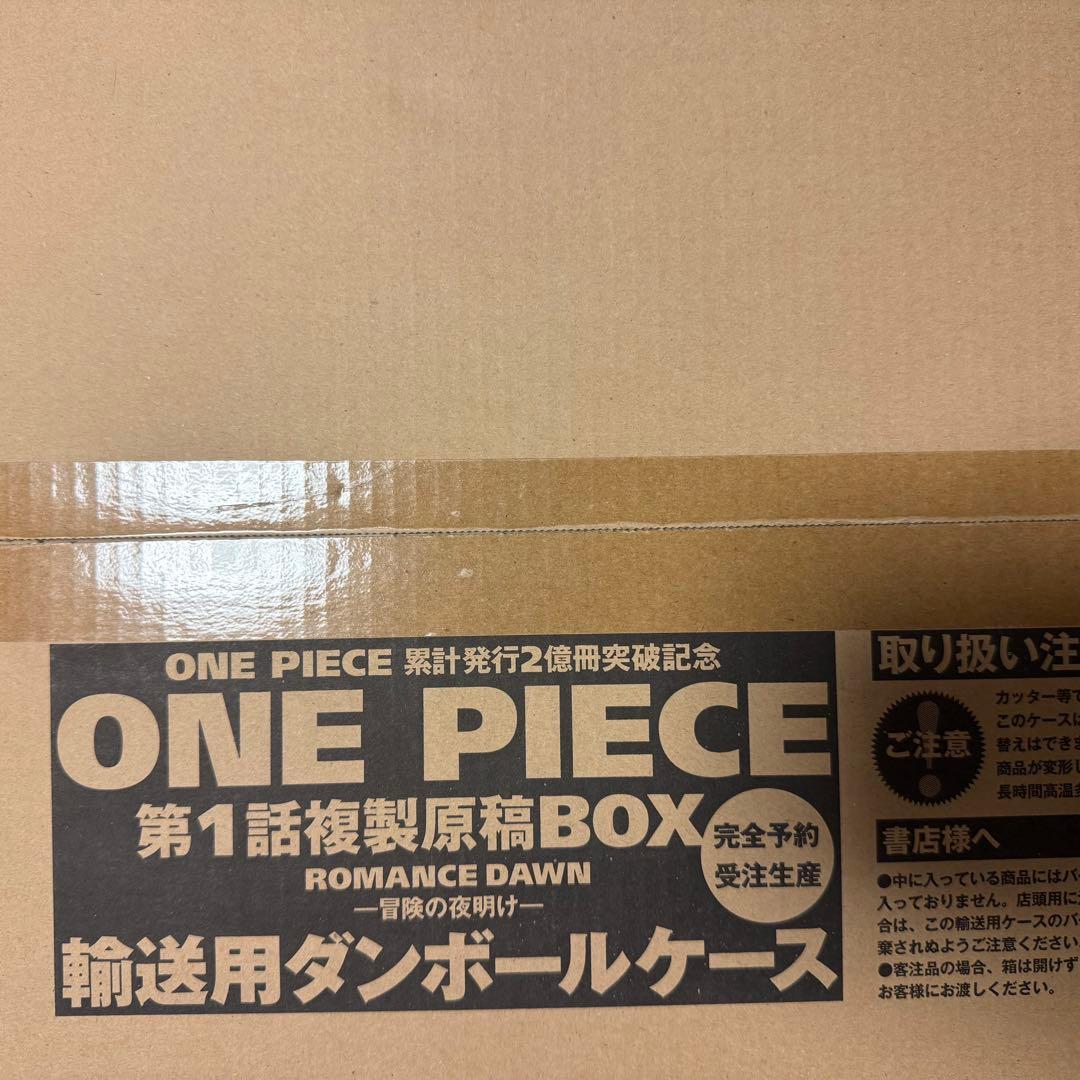 ONE PIECE 累計発行2億冊突破記念
ONE PIECE
第1話複製原稿BOX
完全予約
受注生産
ROMANCE DAWN
―冒険の夜明け―
輸送用ダンボールケース
取り扱い注
ご注意
カッター等で
このケースは
替えはできま
商品が変形し
長時間高温多
書店様へ
●中に入っている商品にはバー
入っておりません。店頭用に
合は、この輸送用ケースのバ
棄されぬようご注意ください
●客注品の場合、箱は開けず
お客様にお渡しください。